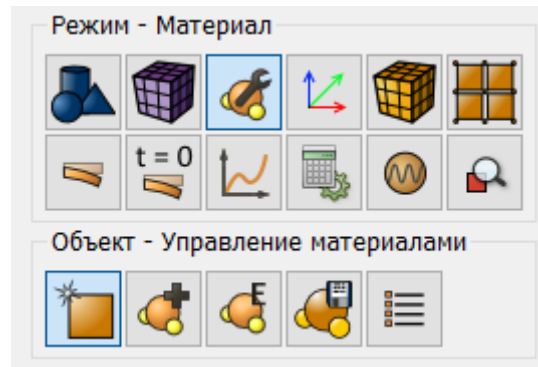 Режим - Материал
t = 0
Объект - Управление материалами
E